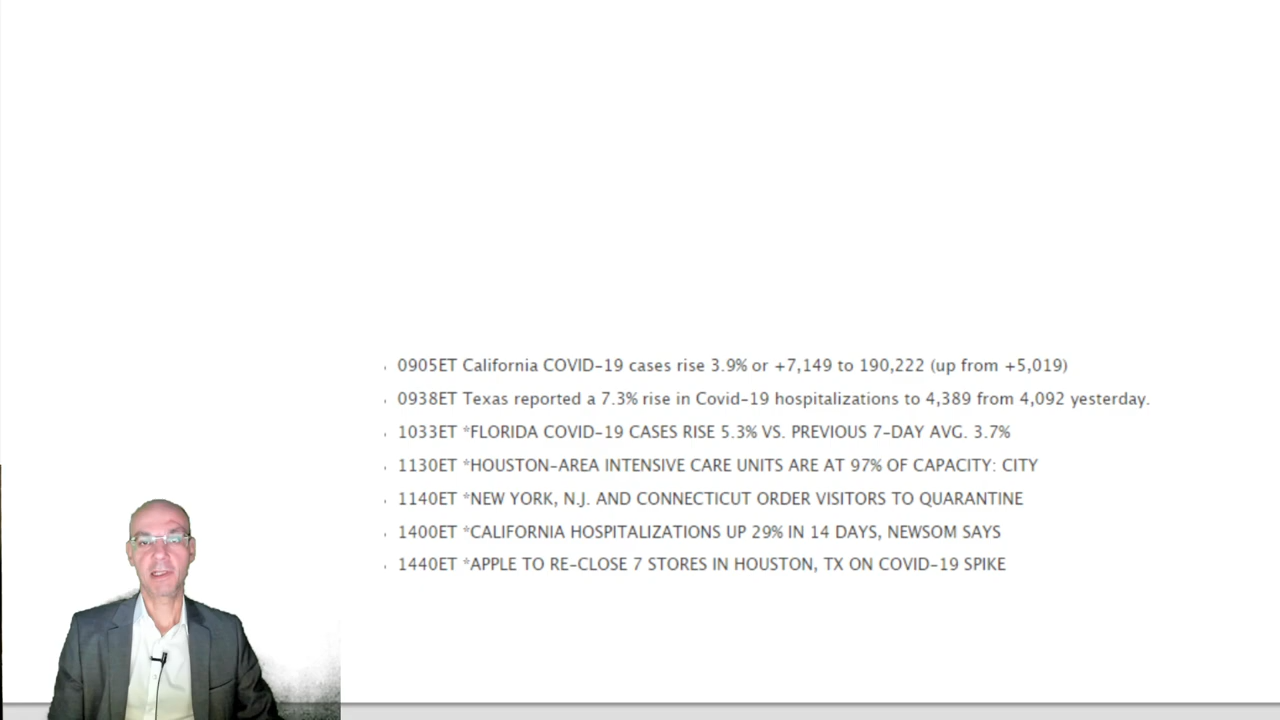 0905ET California COVID-19 cases rise 3.9% or +7,149 to 190,222 (up from +5,019)
0938ET Texas reported a 7.3% rise in Covid-19 hospitalizations to 4,389 from 4,092 yesterday.
1033ET *FLORIDA COVID-19 CASES RISE 5.3% VS. PREVIOUS 7-DAY AVG. 3.7%
1130ET *HOUSTON-AREA INTENSIVE CARE UNITS ARE AT 97% OF CAPACITY: CITY
1140ET *NEW YORK, N.J. AND CONNECTICUT ORDER VISITORS TO QUARANTINE
1400ET *CALIFORNIA HOSPITALIZATIONS UP 29% IN 14 DAYS, NEWSOM SAYS
1440ET *APPLE TO RE-CLOSE 7 STORES IN HOUSTON, TX ON COVID-19 SPIKE